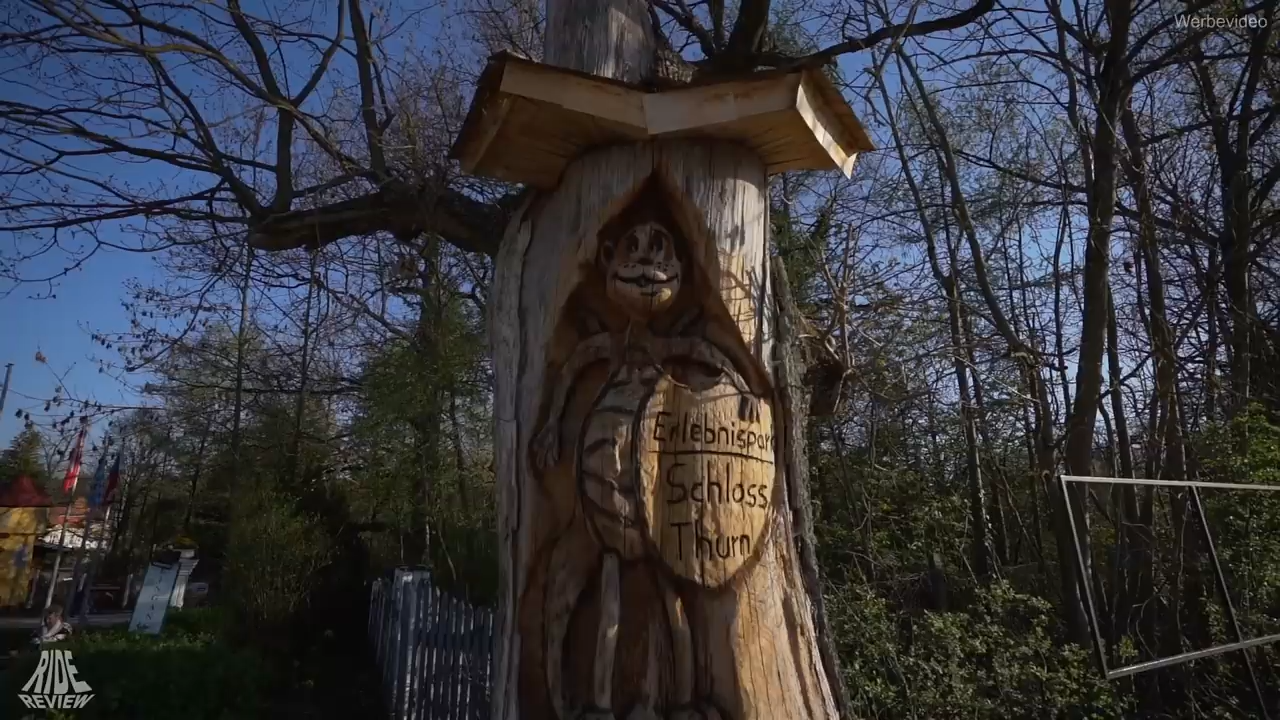 Werbevideo
Erlebnispark
Schloss
Thurn
RIDE
REVIEW